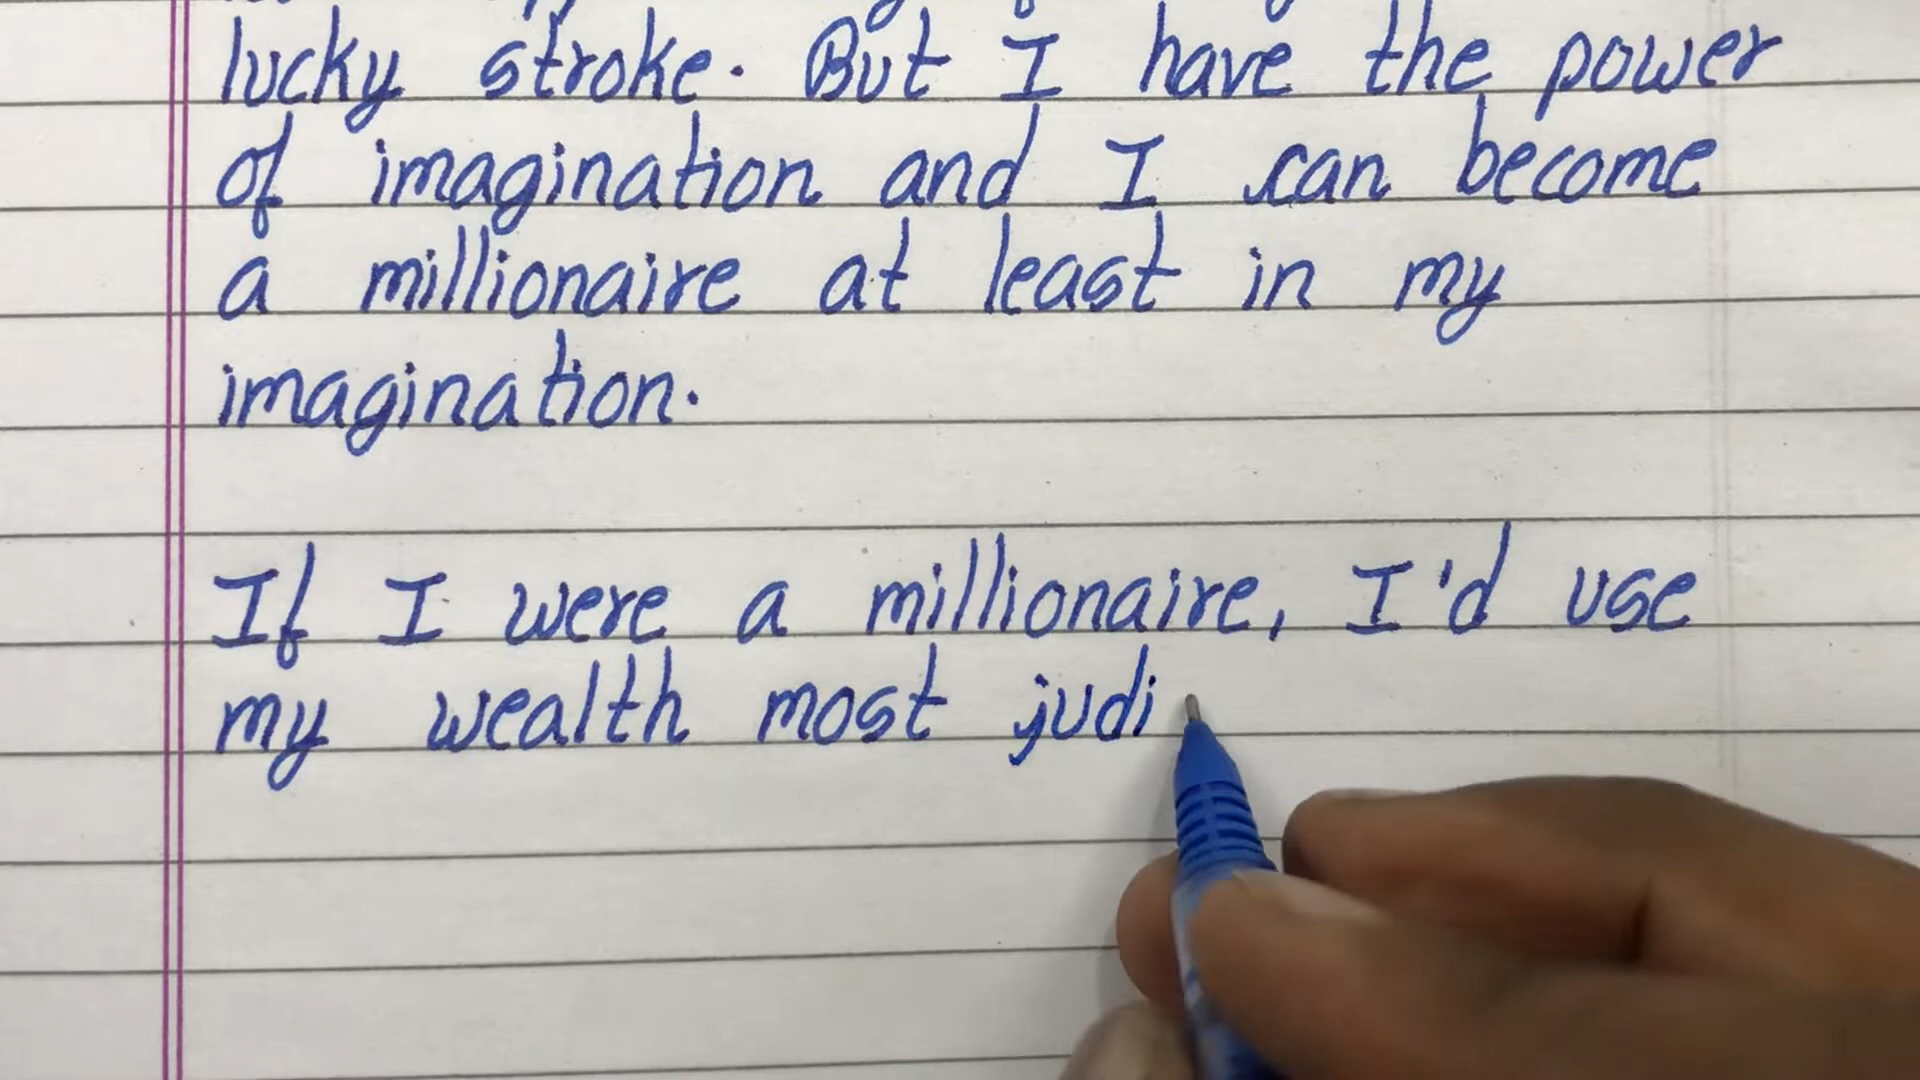 lucky stroke. But I have the power
of imagination and I can become
a millionaire at least in my
imagination.
If I were a millionaire, I'd use
my wealth most judi